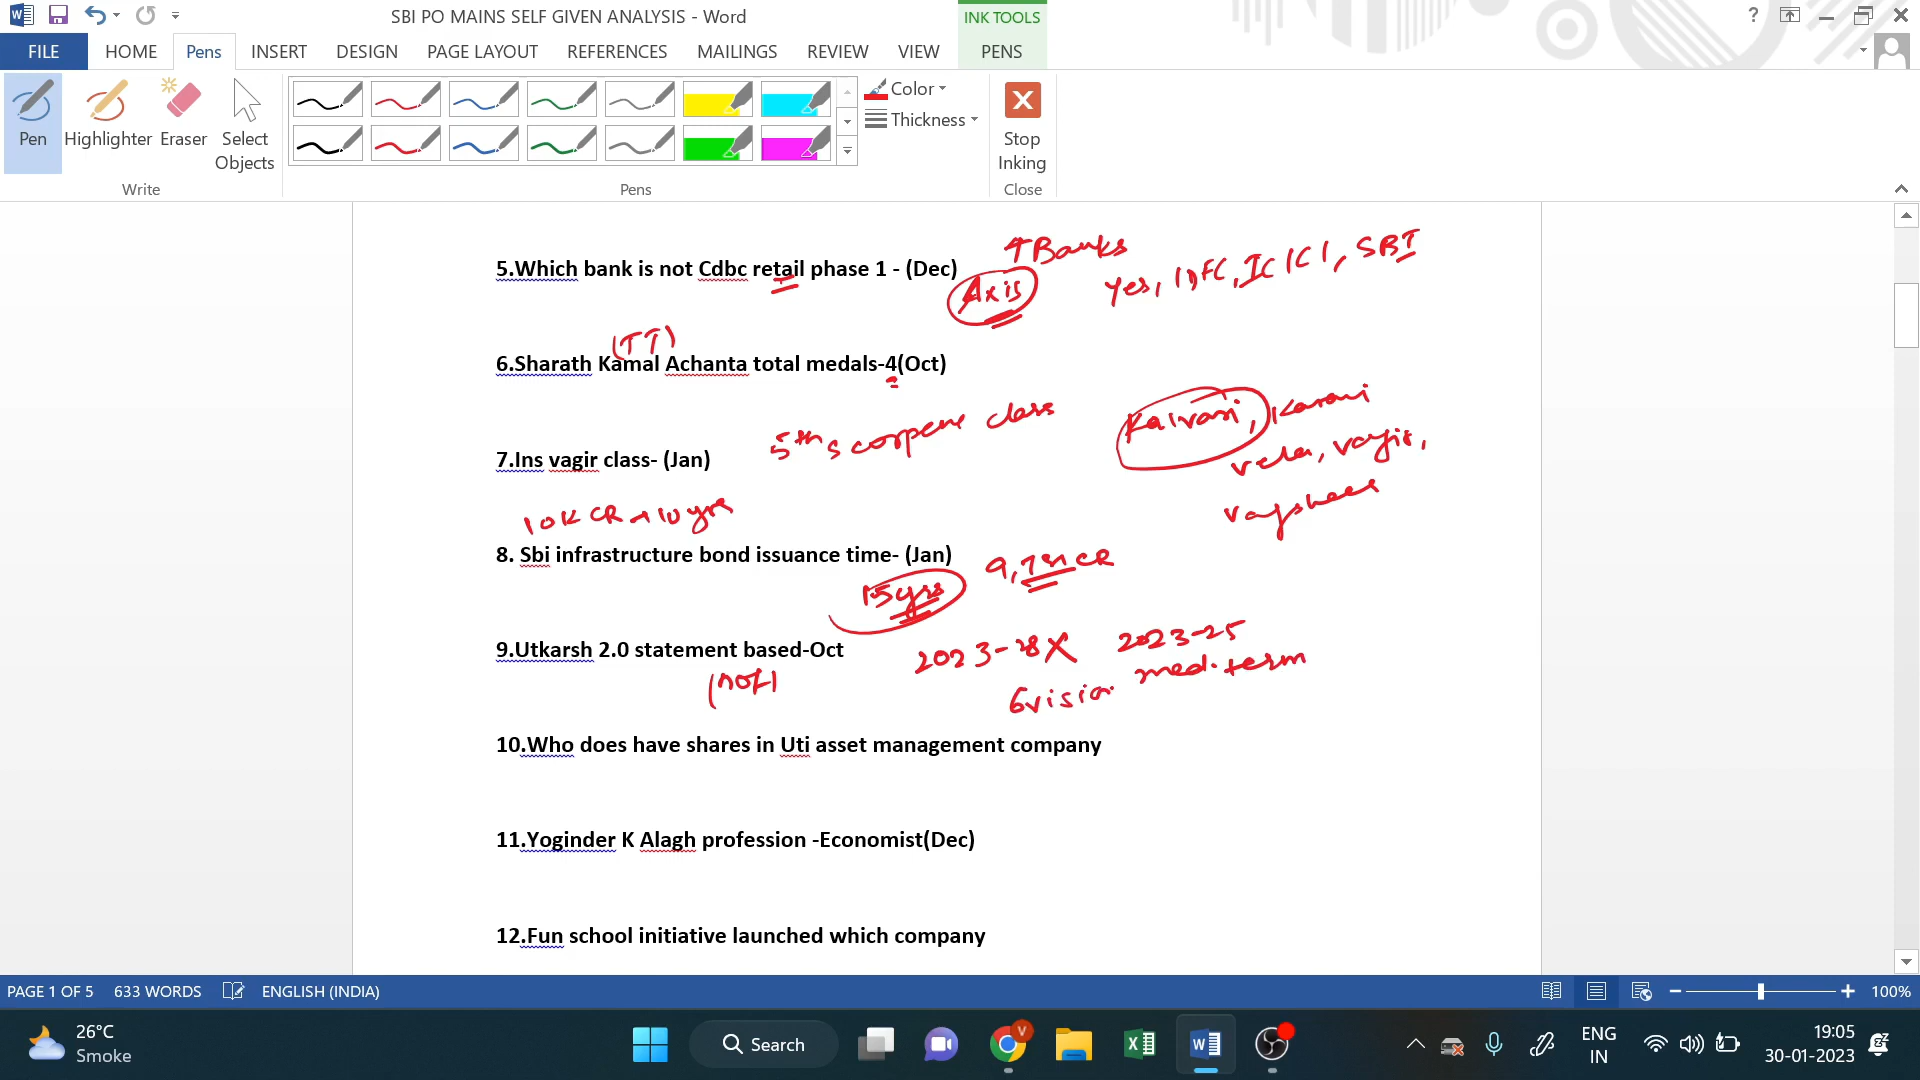 SBI PO MAINS SELF GIVEN ANALYSIS - Word
INK TOOLS
?
FILE
HOME
Pens
INSERT
DESIGN
PAGE LAYOUT
REFERENCES
MAILINGS
REVIEW
VIEW
PENS
Pen
Highlighter
Eraser
Select Objects
Color
Thickness
Stop Inking
Write
Pens
Close
4 Banks
5.Which bank is not Cdbc retail phase 1 - (Dec)
Axis
Yes, IDFC, ICICI, SBI
(TT)
6.Sharath Kamal Achanta total medals-4(Oct)
5th scorpene class
Kalvari, Karani
vela, vagir,
7.Ins vagir class- (Jan)
10K CR 10 yrs
vagsheer
8. Sbi infrastructure bond issuance time- (Jan)
15yrs
CR
9.Utkarsh 2.0 statement based-Oct
2023-28 X
2023-25
med. term
(not)
6 vision
10.Who does have shares in Uti asset management company
11.Yoginder K Alagh profession -Economist(Dec)
12.Fun school initiative launched which company
PAGE 1 OF 5
633 WORDS
ENGLISH (INDIA)
100%
26°C
Smoke
Search
V
ENG
IN
19:05
30-01-2023